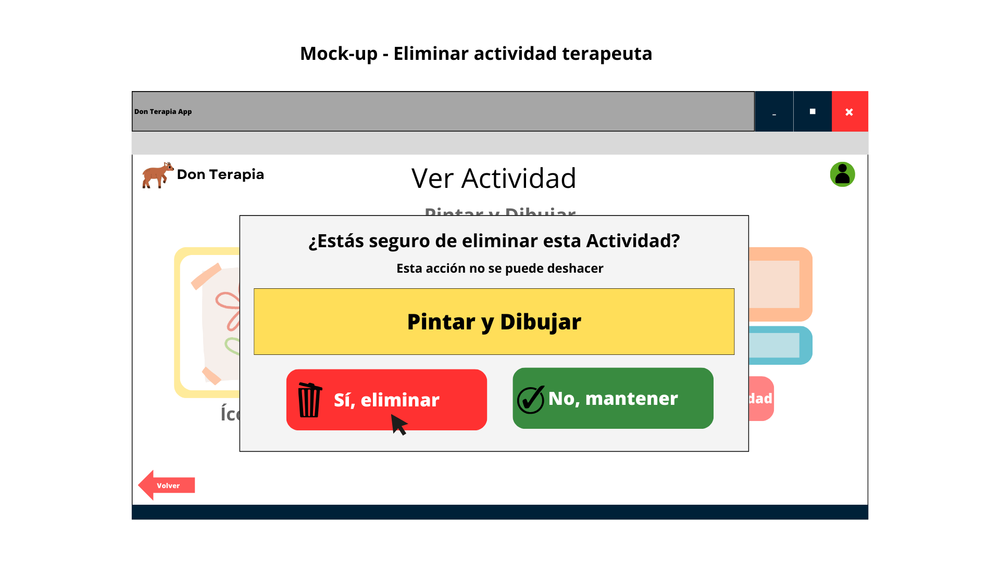 Mock-up - Eliminar actividad terapeuta
Don Terapia App
Don Terapia
Ver Actividad
Pintar y Dibujar
¿Estás seguro de eliminar esta Actividad?
Esta acción no se puede deshacer
Pintar y Dibujar
Sí, eliminar
No, mantener
dad
Íco
Volver